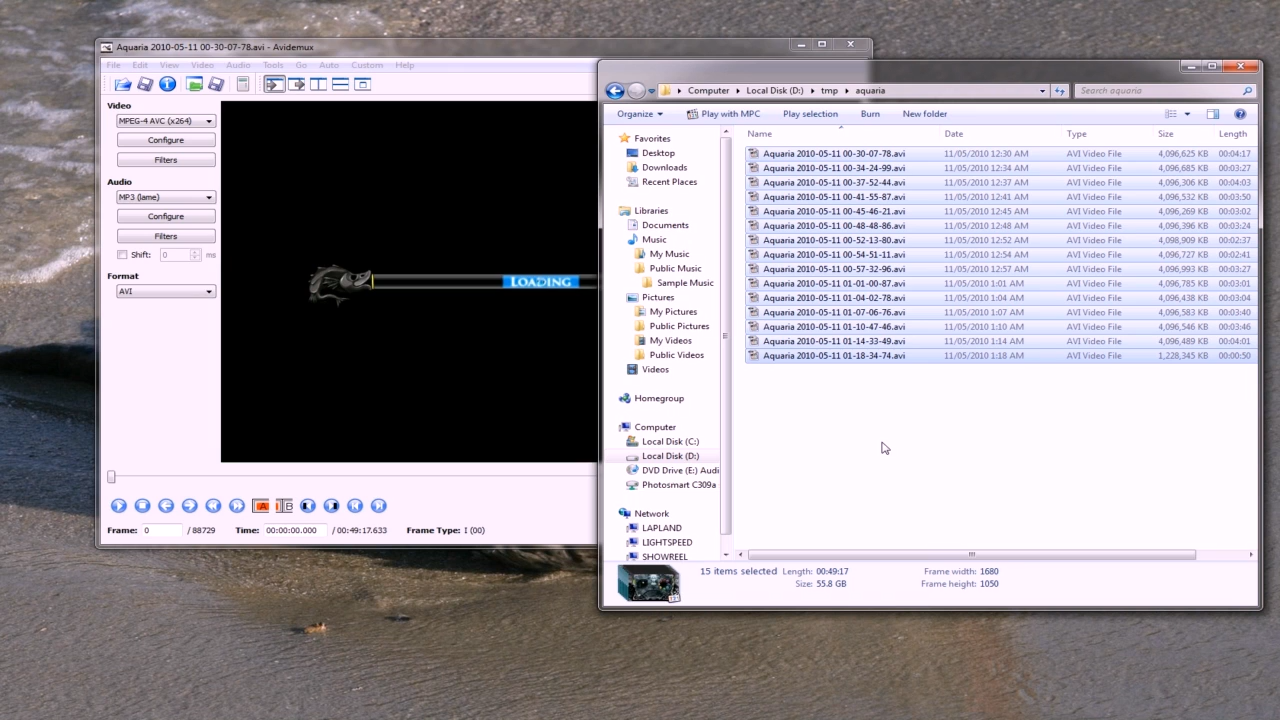 Aquaria 2010-05-11 00-30-07-78.avi - Avidemux
File Edit View Video Audio Tools Go Auto Custom Help
Video
MPEG-4 AVC (x264)
Configure
Filters
Audio
MP3 (lame)
Configure
Filters
Shift: 0 ms
Format
AVI
LOADING
A B
Frame: 0 / 88729 Time: 00:00:00.000 / 00:49:17.633 Frame Type: I (00)
Computer Local Disk (D:) tmp aquaria
Search aquaria
Organize Play with MPC Play selection Burn New folder
Favorites
Desktop
Downloads
Recent Places
Libraries
Documents
Music
My Music
Public Music
Sample Music
Pictures
My Pictures
Public Pictures
My Videos
Public Videos
Videos
Homegroup
Computer
Local Disk (C:)
Local Disk (D:)
DVD Drive (E:) Audi
Photosmart C309a
Network
LAPLAND
LIGHTSPEED
SHOWREEL
Name Date Type Size Length
Aquaria 2010-05-11 00-30-07-78.avi 11/05/2010 12:30 AM AVI Video File 4,096,625 KB 00:04:17
Aquaria 2010-05-11 00-34-24-99.avi 11/05/2010 12:34 AM AVI Video File 4,096,685 KB 00:03:27
Aquaria 2010-05-11 00-37-52-44.avi 11/05/2010 12:37 AM AVI Video File 4,096,306 KB 00:04:03
Aquaria 2010-05-11 00-41-55-87.avi 11/05/2010 12:41 AM AVI Video File 4,096,532 KB 00:03:50
Aquaria 2010-05-11 00-45-46-21.avi 11/05/2010 12:45 AM AVI Video File 4,096,269 KB 00:03:02
Aquaria 2010-05-11 00-48-48-86.avi 11/05/2010 12:48 AM AVI Video File 4,096,396 KB 00:03:24
Aquaria 2010-05-11 00-52-13-80.avi 11/05/2010 12:52 AM AVI Video File 4,098,909 KB 00:02:37
Aquaria 2010-05-11 00-54-51-11.avi 11/05/2010 12:54 AM AVI Video File 4,096,727 KB 00:02:41
Aquaria 2010-05-11 00-57-32-96.avi 11/05/2010 12:57 AM AVI Video File 4,096,993 KB 00:03:27
Aquaria 2010-05-11 01-01-00-87.avi 11/05/2010 1:01 AM AVI Video File 4,096,785 KB 00:03:01
Aquaria 2010-05-11 01-04-02-78.avi 11/05/2010 1:04 AM AVI Video File 4,096,438 KB 00:03:04
Aquaria 2010-05-11 01-07-06-76.avi 11/05/2010 1:07 AM AVI Video File 4,096,583 KB 00:03:40
Aquaria 2010-05-11 01-10-47-46.avi 11/05/2010 1:10 AM AVI Video File 4,096,546 KB 00:03:46
Aquaria 2010-05-11 01-14-33-49.avi 11/05/2010 1:14 AM AVI Video File 4,096,489 KB 00:04:01
Aquaria 2010-05-11 01-18-34-74.avi 11/05/2010 1:18 AM AVI Video File 1,228,345 KB 00:00:50
15 items selected Length: 00:49:17 Frame width: 1680
Size: 55.8 GB Frame height: 1050